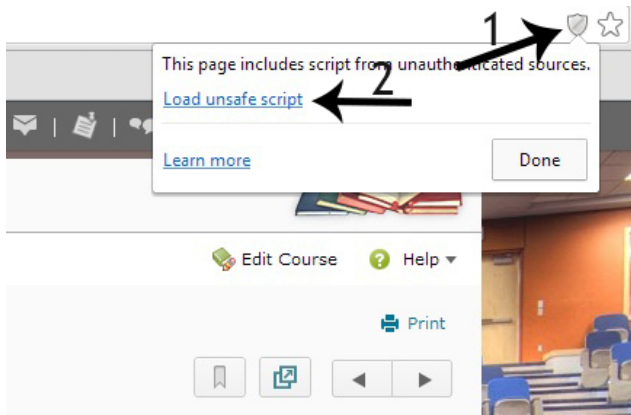 1
This page includes script from unauthenticated sources.
Load unsafe script
2
Learn more
Done
Edit Course
Help
Print